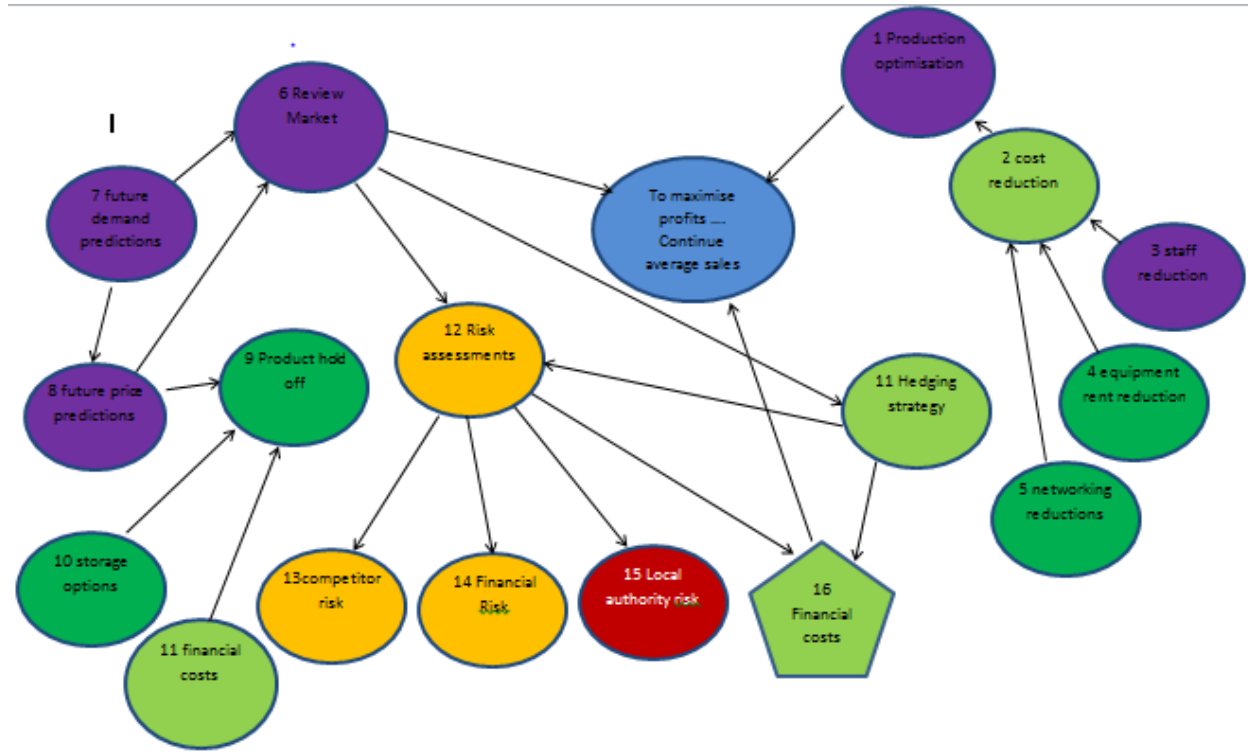 1 Production
optimisation
6 Review
Market
2 cost
reduction
7 future
demand
predictions
To maximise
profits ....
Continue
average sales
3 staff
reduction
12 Risk
assessments
9 Product hold
off
8 future price
predictions
11 Hedging
strategy
4 equipment
rent reduction
5 networking
reductions
10 storage
options
13competitor
risk
14 Financial
Risk
15 Local
authority risk
16
Financial
costs
11 financial
costs